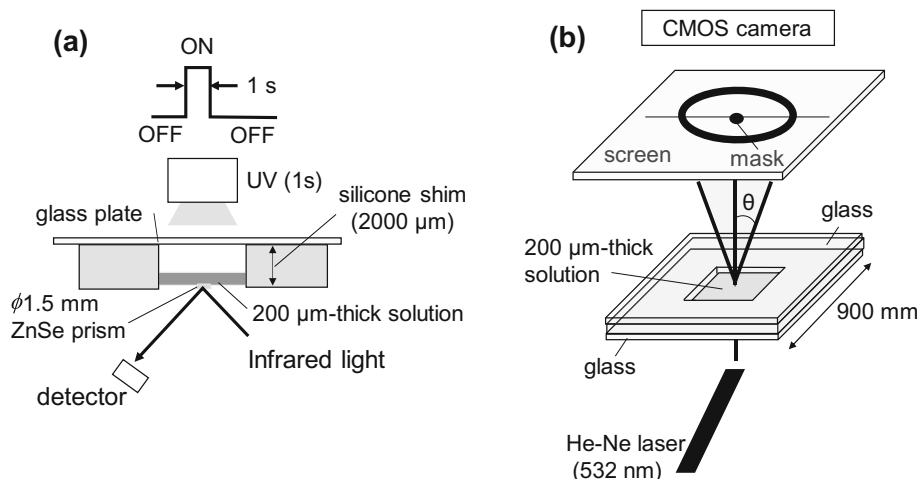 (a)
ON
1 s
OFF
OFF
UV (1s)
silicone shim
(2000 µm)
glass plate
ϕ1.5 mm
ZnSe prism
200 µm-thick solution
Infrared light
detector
(b)
CMOS camera
screen
mask
θ
glass
200 µm-thick
solution
900 mm
glass
He-Ne laser
(532 nm)